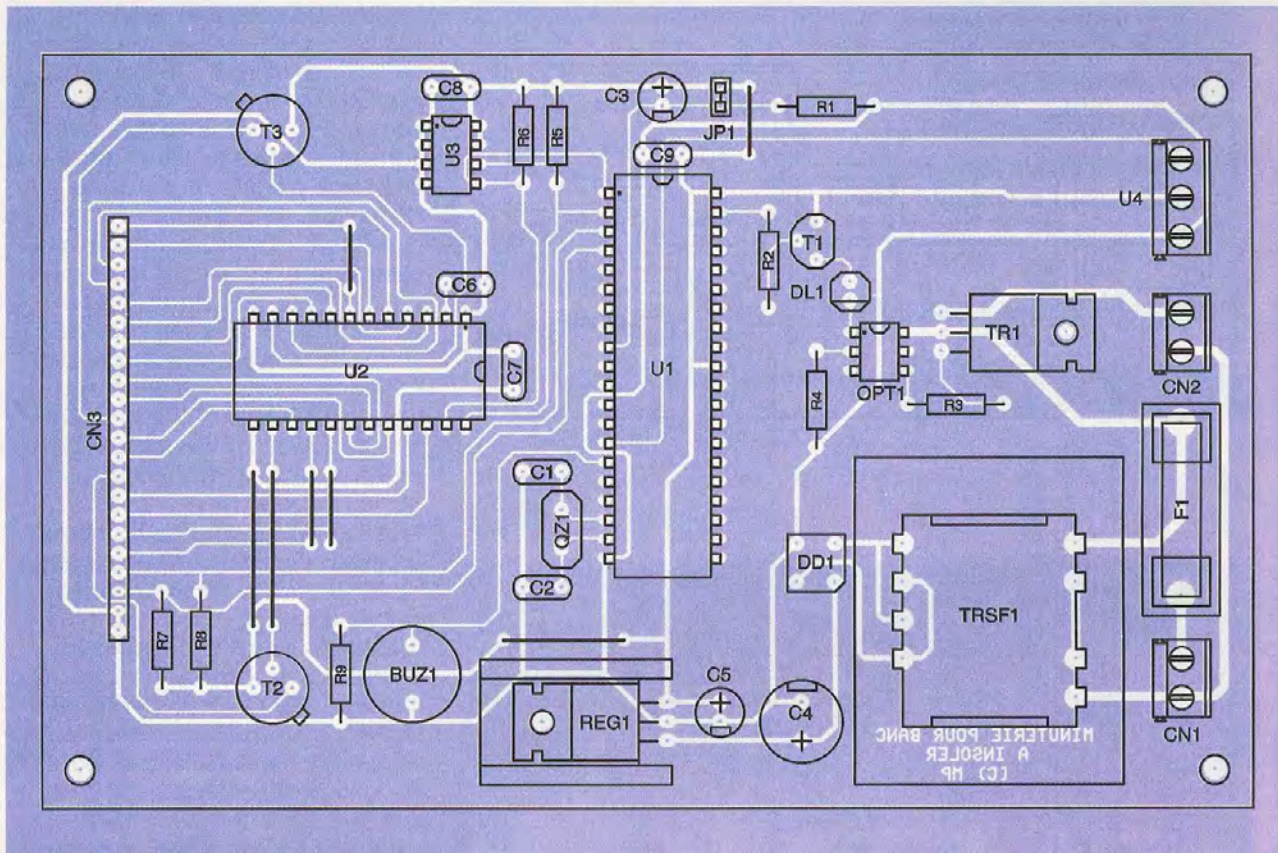 C8
C3
T3
R1
JP1
R6
R5
U3
C9
U4
R2
T1
DL1
C6
TR1
U2
C7
U1
OPT1
CN2
R4
R3
CN3
C1
QZ1
F1
DD1
C2
TRSF1
R7
R8
R9
BUZ1
C5
T2
REG1
C4
CN1
MINUTERIE POUR BANC
A INSOLER
(C) MP